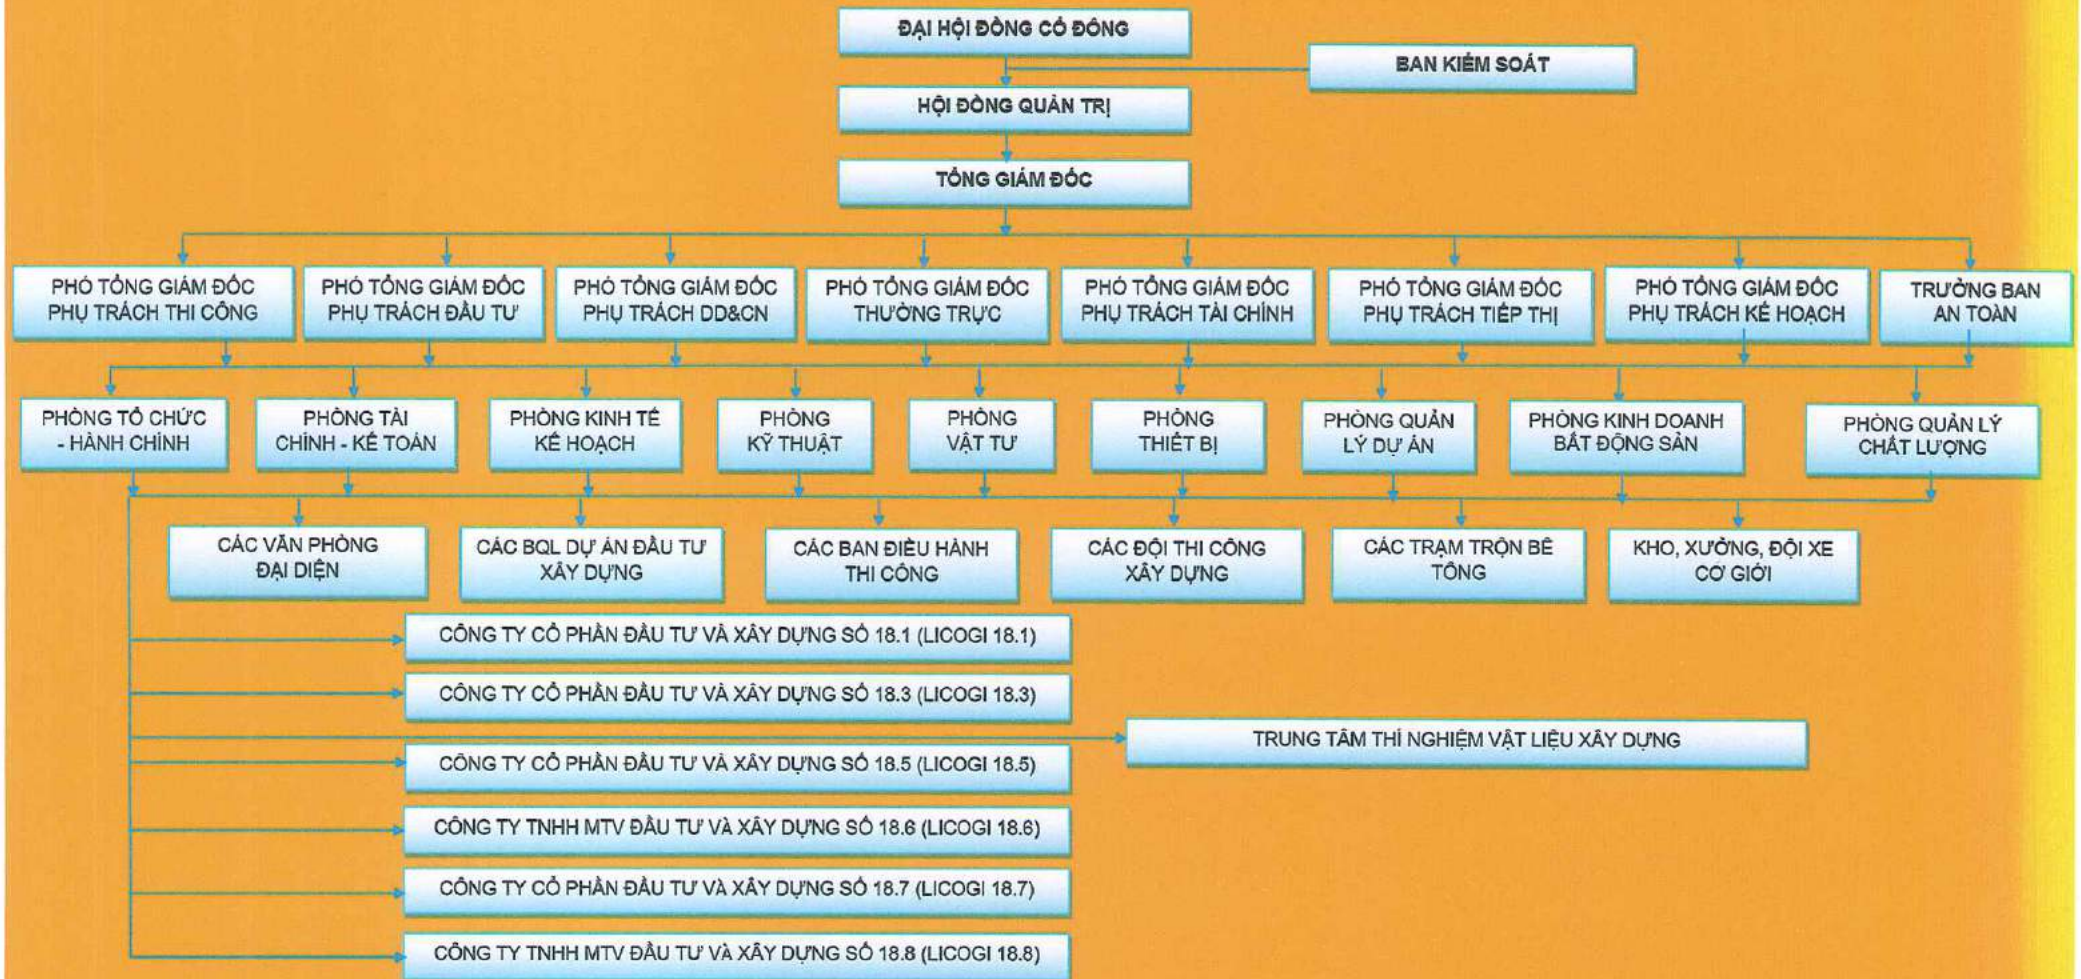 ĐẠI HỘI ĐỒNG CỔ ĐÔNG
BAN KIỂM SOÁT
HỘI ĐỒNG QUẢN TRỊ
TỔNG GIÁM ĐỐC
PHÓ TỔNG GIÁM ĐỐC
PHỤ TRÁCH THI CÔNG
PHÓ TỔNG GIÁM ĐỐC
PHỤ TRÁCH ĐẦU TƯ
PHÓ TỔNG GIÁM ĐỐC
PHỤ TRÁCH DD&CN
PHÓ TỔNG GIÁM ĐỐC
THƯỜNG TRỰC
PHÓ TỔNG GIÁM ĐỐC
PHỤ TRÁCH TÀI CHÍNH
PHÓ TỔNG GIÁM ĐỐC
PHỤ TRÁCH TIẾP THỊ
PHÓ TỔNG GIÁM ĐỐC
PHỤ TRÁCH KẾ HOẠCH
TRƯỞNG BAN
AN TOÀN
PHÒNG TỔ CHỨC
- HÀNH CHÍNH
PHÒNG TÀI
CHÍNH - KẾ TOÁN
PHÒNG KINH TẾ
KẾ HOẠCH
PHÒNG
KỸ THUẬT
PHÒNG
VẬT TƯ
PHÒNG
THIẾT BỊ
PHÒNG QUẢN
LÝ DỰ ÁN
PHÒNG KINH DOANH
BẤT ĐỘNG SẢN
PHÒNG QUẢN LÝ
CHẤT LƯỢNG
CÁC VĂN PHÒNG
ĐẠI DIỆN
CÁC BQL DỰ ÁN ĐẦU TƯ
XÂY DỰNG
CÁC BAN ĐIỀU HÀNH
THI CÔNG
CÁC ĐỘI THI CÔNG
XÂY DỰNG
CÁC TRẠM TRỘN BÊ
TÔNG
KHO, XƯỞNG, ĐỘI XE
CƠ GIỚI
CÔNG TY CỔ PHẦN ĐẦU TƯ VÀ XÂY DỰNG SỐ 18.1 (LICOGI 18.1)
CÔNG TY CỔ PHẦN ĐẦU TƯ VÀ XÂY DỰNG SỐ 18.3 (LICOGI 18.3)
TRUNG TÂM THÍ NGHIỆM VẬT LIỆU XÂY DỰNG
CÔNG TY CỔ PHẦN ĐẦU TƯ VÀ XÂY DỰNG SỐ 18.5 (LICOGI 18.5)
CÔNG TY TNHH MTV ĐẦU TƯ VÀ XÂY DỰNG SỐ 18.6 (LICOGI 18.6)
CÔNG TY CỔ PHẦN ĐẦU TƯ VÀ XÂY DỰNG SỐ 18.7 (LICOGI 18.7)
CÔNG TY TNHH MTV ĐẦU TƯ VÀ XÂY DỰNG SỐ 18.8 (LICOGI 18.8)